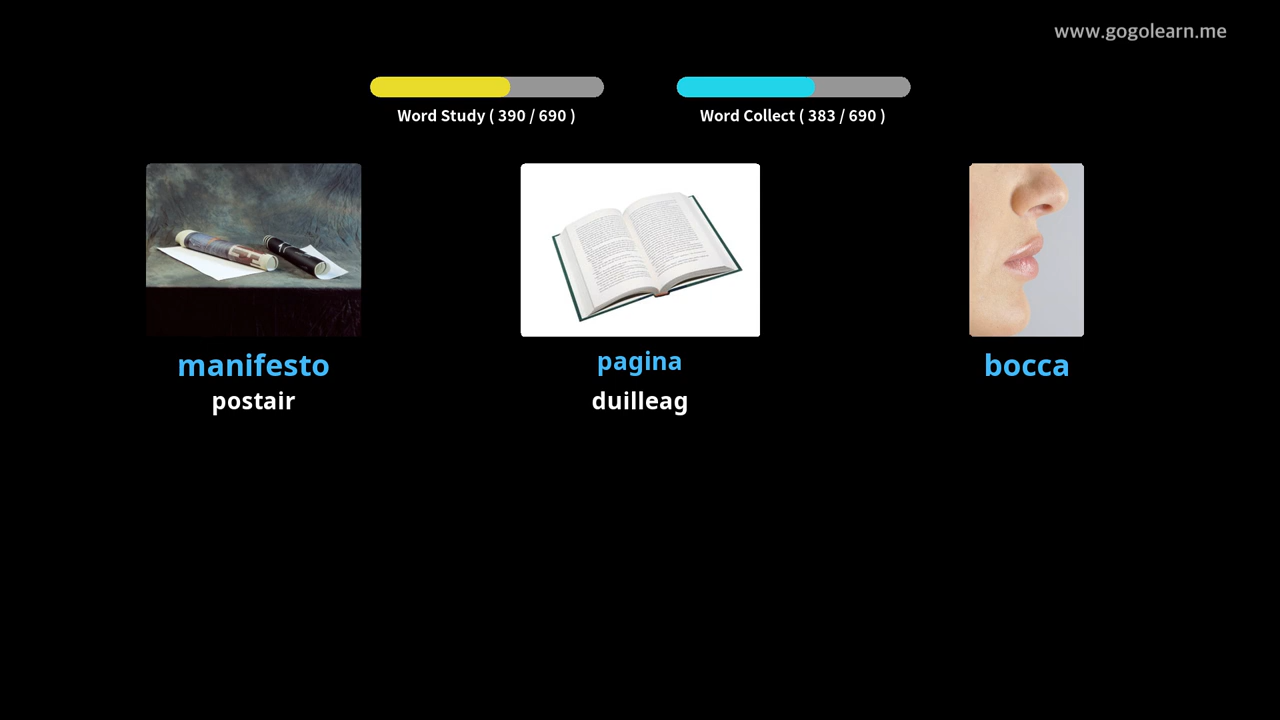 www.gogolearn.me
Word Study ( 390 / 690 )
Word Collect ( 383 / 690 )
manifesto
postair
pagina
duilleag
bocca